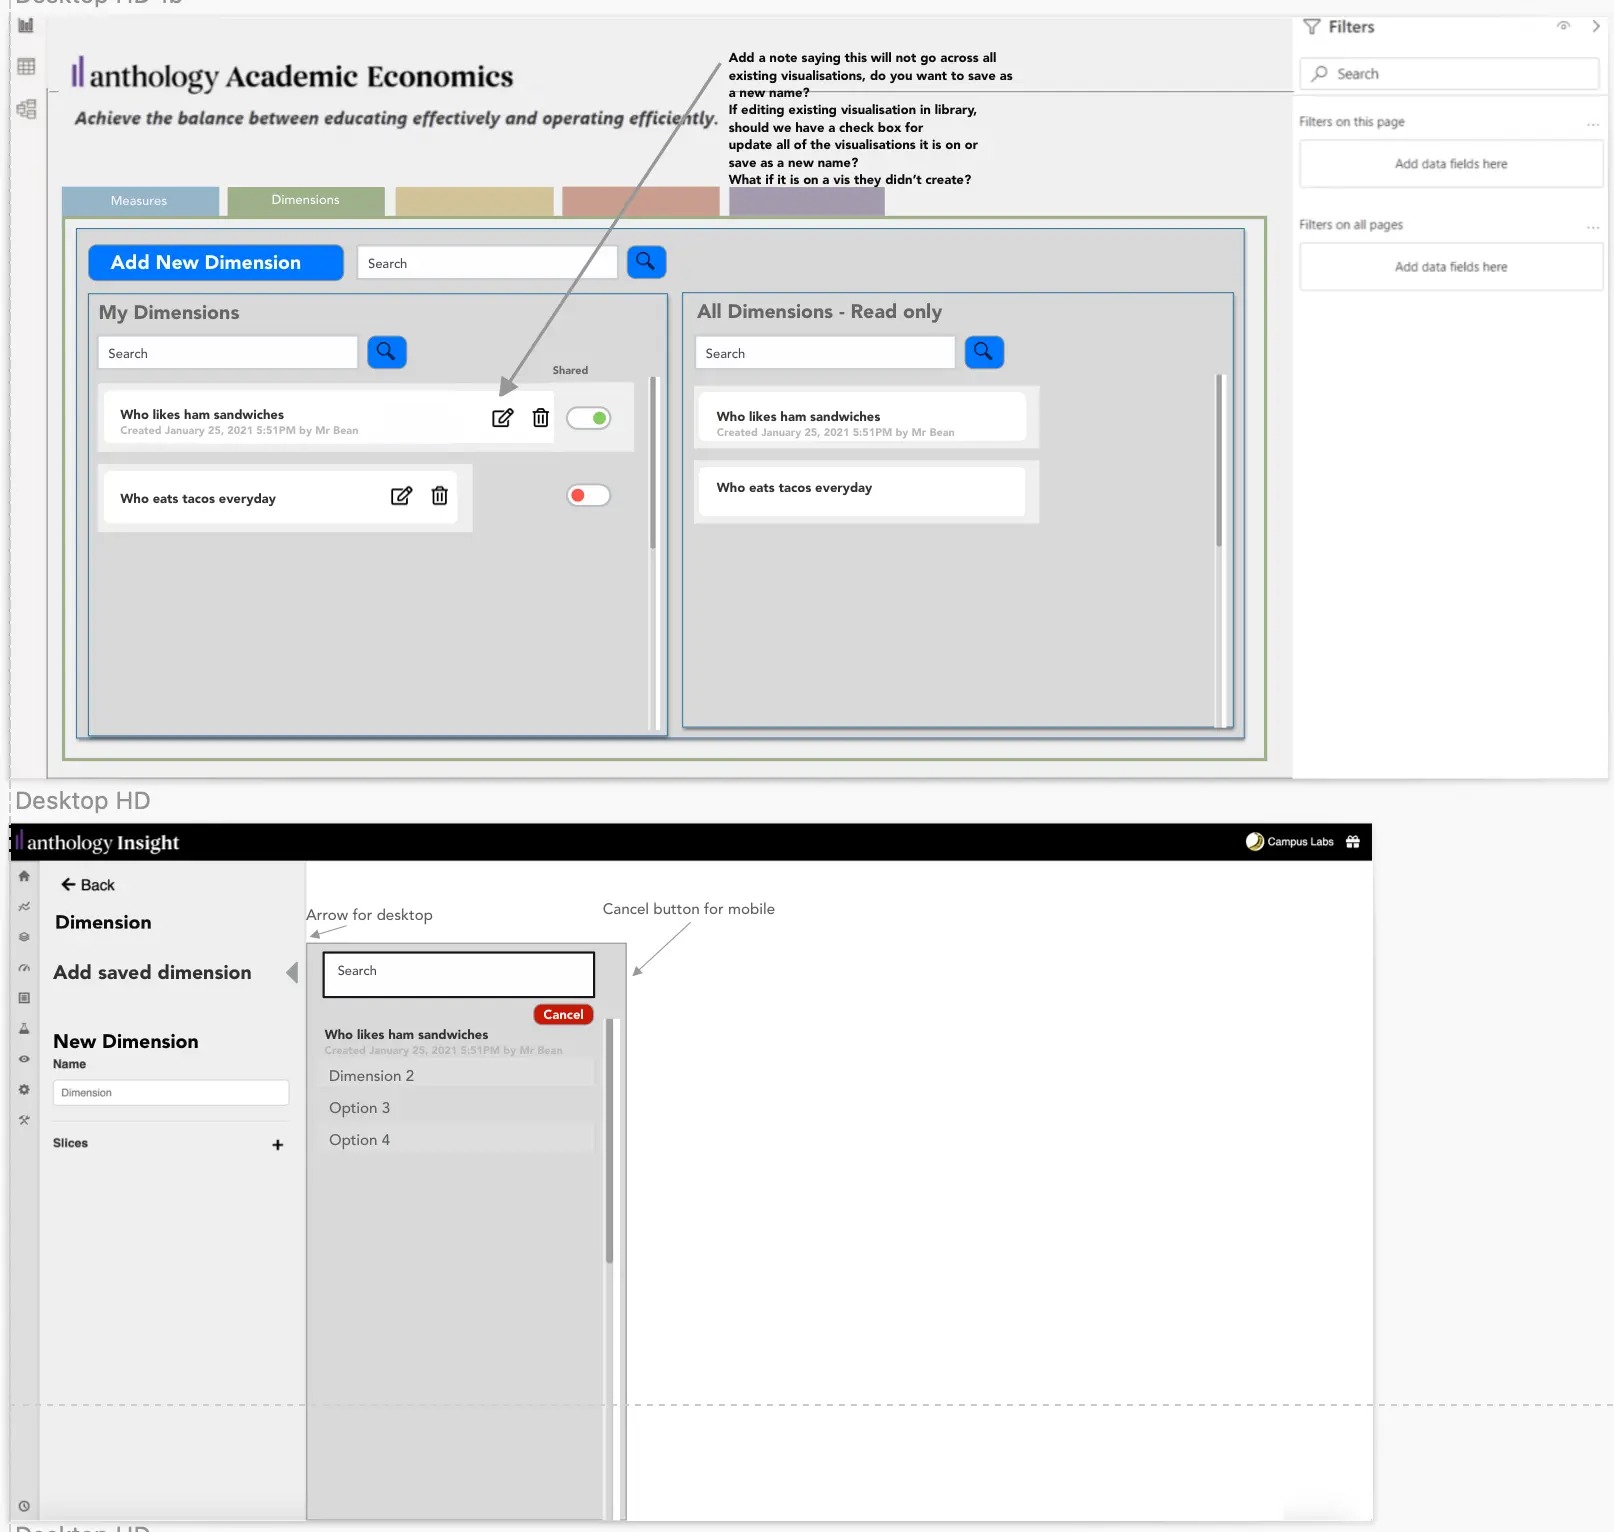 Desktop HD 4b
anthology Academic Economics
Achieve the balance between educating effectively and operating efficiently.
Add a note saying this will not go across all
existing visualisations, do you want to save as
a new name?
If editing existing visualisation in library,
should we have a check box for
update all of the visualisations it is on or
save as a new name?
What if it is on a vis they didn't create?
Filters
Search
Filters on this page
...
Add data fields here
Filters on all pages
...
Add data fields here
Measures
Dimensions
Add New Dimension
Search
My Dimensions
Search
Shared
Who likes ham sandwiches
Created January 25, 2021 5:51PM by Mr Bean
Who eats tacos everyday
All Dimensions - Read only
Search
Who likes ham sandwiches
Created January 25, 2021 5:51PM by Mr Bean
Who eats tacos everyday
Desktop HD
anthology Insight
Campus Labs
Back
Dimension
Add saved dimension
New Dimension
Name
Dimension
Slices
+
Arrow for desktop
Cancel button for mobile
Search
Cancel
Who likes ham sandwiches
Created January 25, 2021 5:51PM by Mr Bean
Dimension 2
Option 3
Option 4
Desktop HD